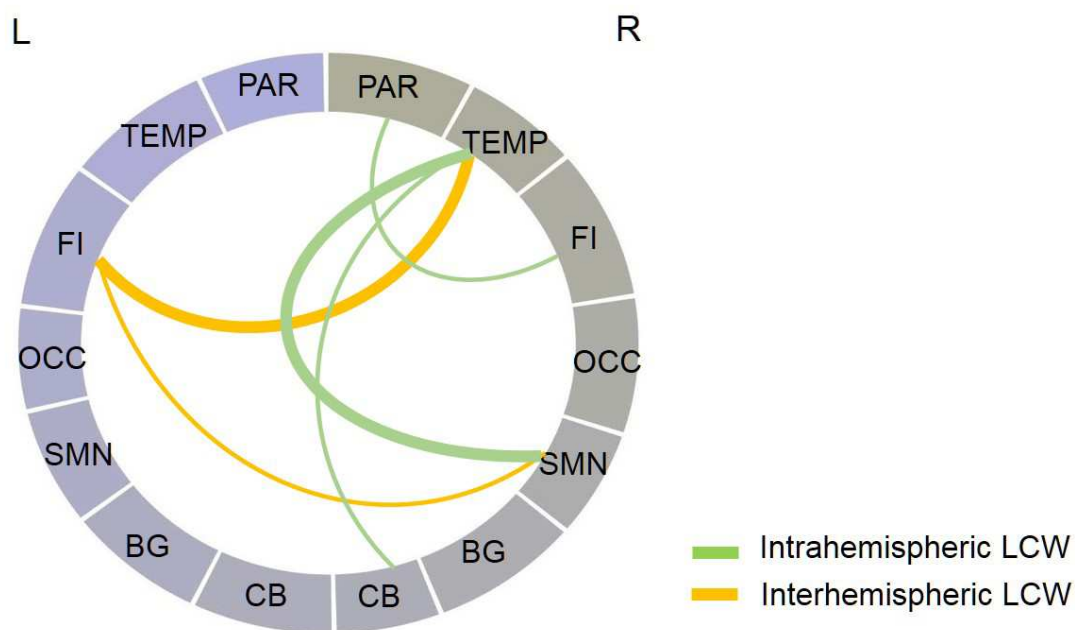 L
R
PAR
PAR
TEMP
TEMP
FI
FI
OCC
OCC
SMN
SMN
BG
BG
CB
CB
Intrahemispheric LCW
Interhemispheric LCW